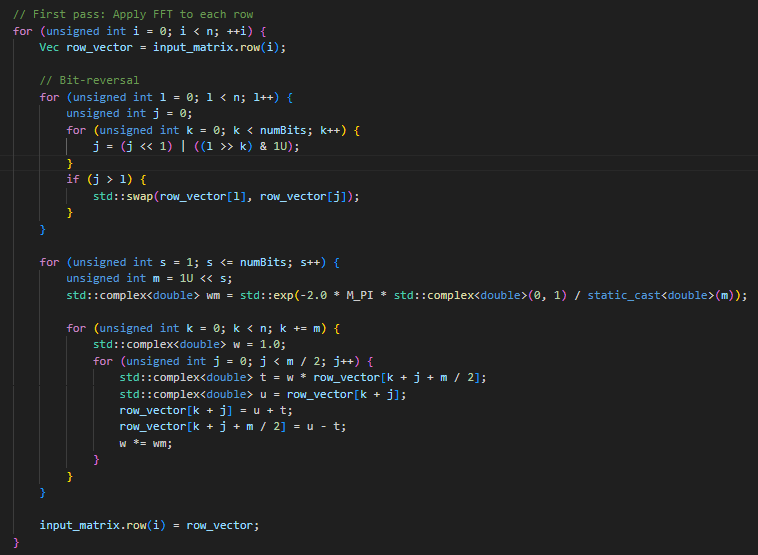 // First pass: Apply FFT to each row
for (unsigned int i = 0; i < n; ++i) {
    Vec row_vector = input_matrix.row(i);

    // Bit-reversal
    for (unsigned int l = 0; l < n; l++) {
        unsigned int j = 0;
        for (unsigned int k = 0; k < numBits; k++) {
            j = (j << 1) | ((l >> k) & 1U);
        }
        if (j > l) {
            std::swap(row_vector[l], row_vector[j]);
        }
    }

    for (unsigned int s = 1; s <= numBits; s++) {
        unsigned int m = 1U << s;
        std::complex<double> wm = std::exp(-2.0 * M_PI * std::complex<double>(0, 1) / static_cast<double>(m));

        for (unsigned int k = 0; k < n; k += m) {
            std::complex<double> w = 1.0;
            for (unsigned int j = 0; j < m / 2; j++) {
                std::complex<double> t = w * row_vector[k + j + m / 2];
                std::complex<double> u = row_vector[k + j];
                row_vector[k + j] = u + t;
                row_vector[k + j + m / 2] = u - t;
                w *= wm;
            }
        }
    }

    input_matrix.row(i) = row_vector;
}